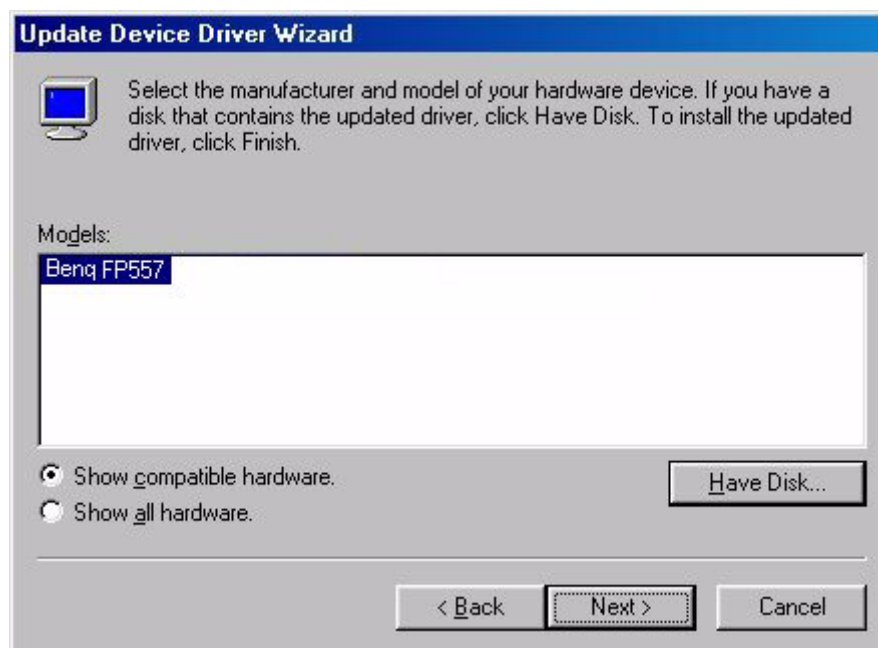 Update Device Driver Wizard
Select the manufacturer and model of your hardware device. If you have a
disk that contains the updated driver, click Have Disk. To install the updated
driver, click Finish.
Models:
Benq FP557
Show compatible hardware.
Show all hardware.
Have Disk...
< Back
Next >
Cancel